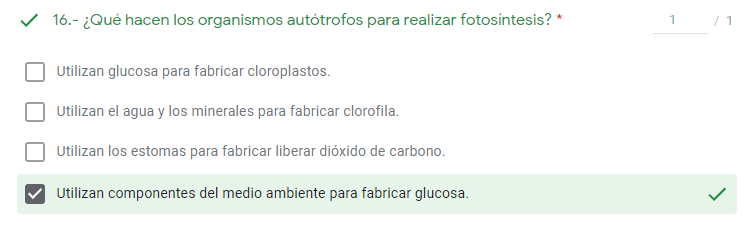 16.- ¿Qué hacen los organismos autótrofos para realizar fotosíntesis? * 1 / 1
Utilizan glucosa para fabricar cloroplastos.
Utilizan el agua y los minerales para fabricar clorofila.
Utilizan los estomas para fabricar liberar dióxido de carbono.
Utilizan componentes del medio ambiente para fabricar glucosa.